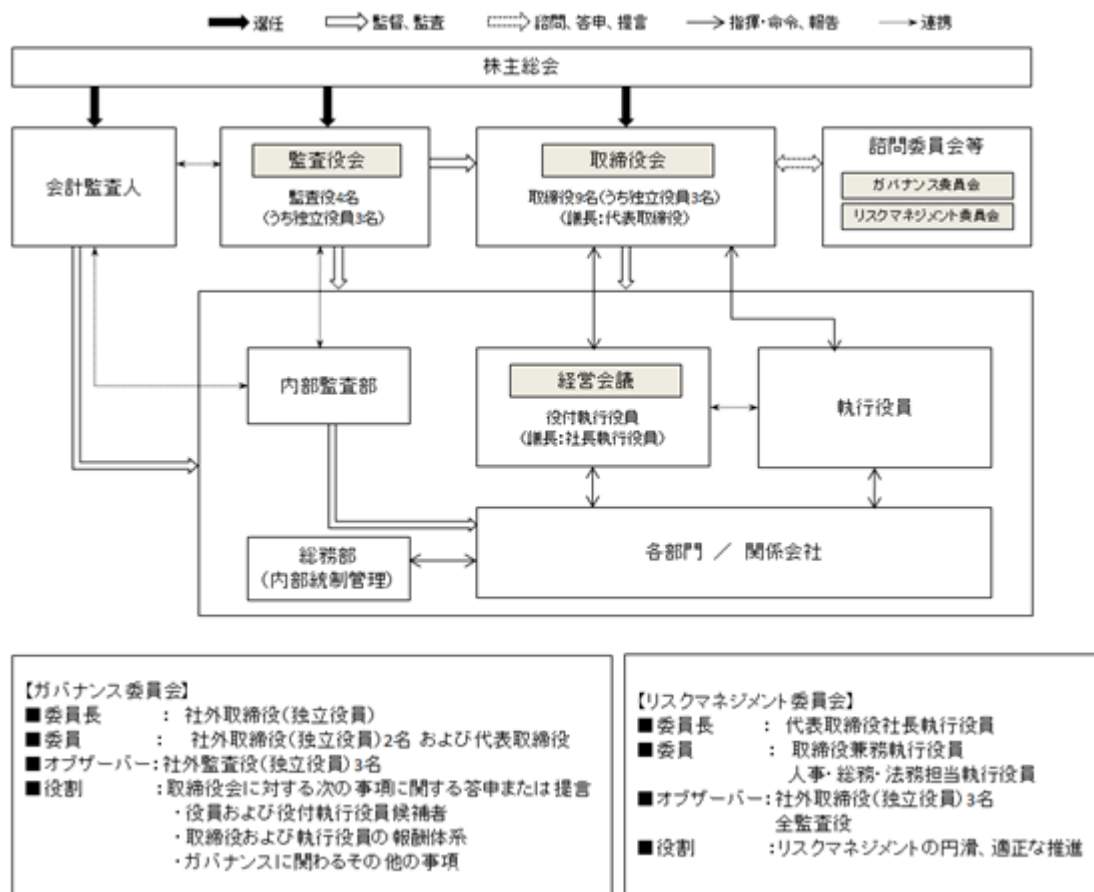 選任 監督、監査 諮問、答申、提言 指揮・命令、報告 連携
株主総会
会計監査人
監査役会
監査役4名
(うち独立役員3名)
取締役会
取締役9名(うち独立役員3名)
(議長:代表取締役)
諮問委員会等
ガバナンス委員会
リスクマネジメント委員会
内部監査部
経営会議
役付執行役員
(議長:社長執行役員)
執行役員
総務部
(内部統制管理)
各部門 / 関係会社
【ガバナンス委員会】
■委員長 : 社外取締役(独立役員)
■委員 : 社外取締役(独立役員)2名 および代表取締役
■オブザーバー:社外監査役(独立役員)3名
■役割 :取締役会に対する次の事項に関する答申または提言
・役員および役付執行役員候補者
・取締役および執行役員の報酬体系
・ガバナンスに関わるその他の事項
【リスクマネジメント委員会】
■委員長 : 代表取締役社長執行役員
■委員 : 取締役兼務執行役員
人事・総務・法務担当執行役員
■オブザーバー:社外取締役(独立役員)3名
全監査役
■役割 :リスクマネジメントの円滑、適正な推進